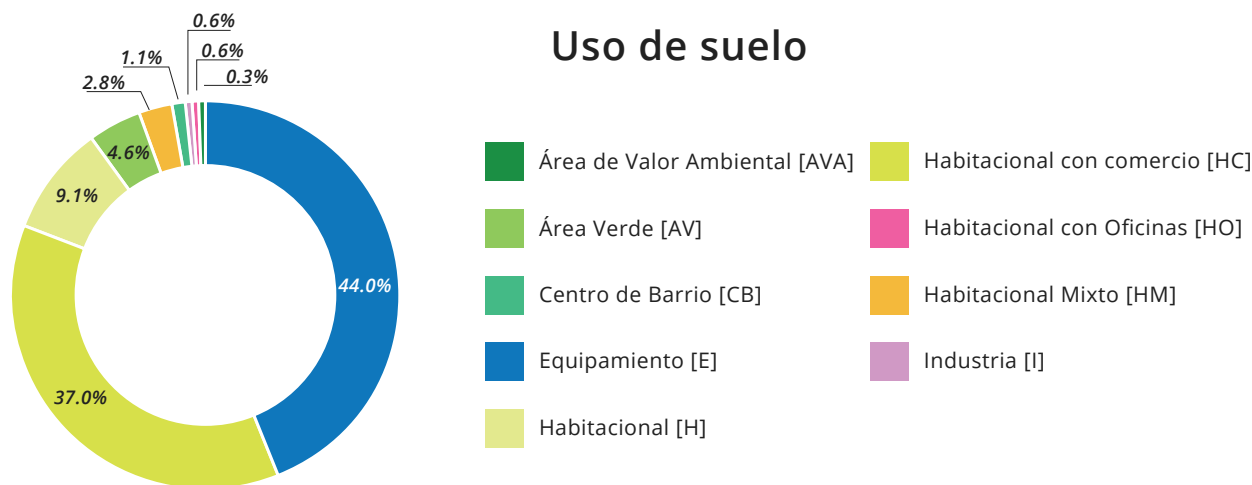 Uso de suelo
0.6%
0.6%
1.1%
0.3%
2.8%
4.6%
9.1%
44.0%
37.0%
Área de Valor Ambiental [AVA]
Área Verde [AV]
Centro de Barrio [CB]
Equipamiento [E]
Habitacional [H]
Habitacional con comercio [HC]
Habitacional con Oficinas [HO]
Habitacional Mixto [HM]
Industria [I]